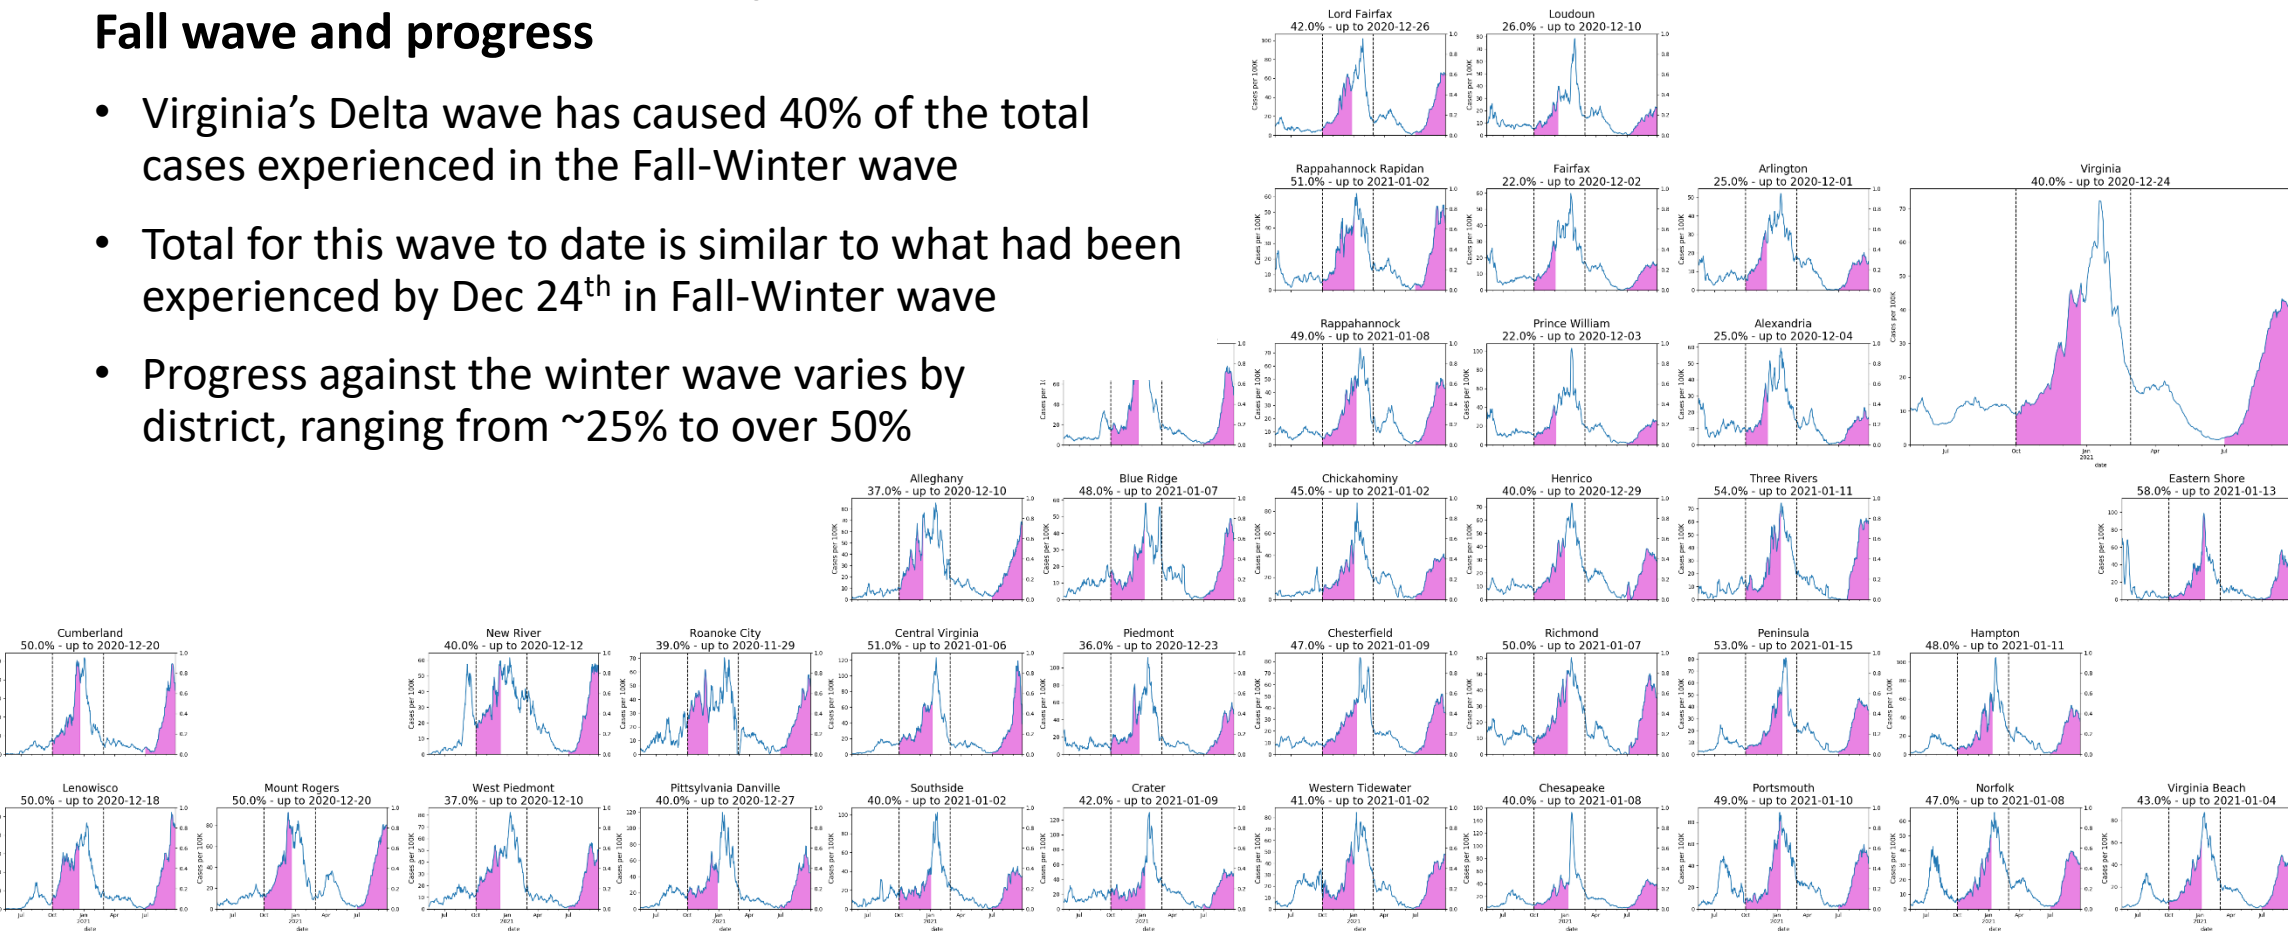 Fall wave and progress
• Virginia’s Delta wave has caused 40% of the total
cases experienced in the Fall-Winter wave
• Total for this wave to date is similar to what had been
experienced by Dec 24th in Fall-Winter wave
• Progress against the winter wave varies by
district, ranging from ~25% to over 50%
Lord Fairfax
42.0% - up to 2020-12-26
Loudoun
26.0% - up to 2020-12-10
Rappahannock Rapidan
51.0% - up to 2021-01-02
Fairfax
22.0% - up to 2020-12-02
Arlington
25.0% - up to 2020-12-01
Virginia
40.0% - up to 2020-12-24
Cases per 100K
Jul Oct Jan Apr Jul
2021
date
Rappahannock
49.0% - up to 2021-01-08
Prince William
22.0% - up to 2020-12-03
Alexandria
25.0% - up to 2020-12-04
Alleghany
37.0% - up to 2020-12-10
Blue Ridge
48.0% - up to 2021-01-07
Chickahominy
45.0% - up to 2021-01-02
Henrico
40.0% - up to 2020-12-29
Three Rivers
54.0% - up to 2021-01-11
Eastern Shore
58.0% - up to 2021-01-13
Cumberland
50.0% - up to 2020-12-20
New River
40.0% - up to 2020-12-12
Roanoke City
39.0% - up to 2020-11-29
Central Virginia
51.0% - up to 2021-01-06
Piedmont
36.0% - up to 2020-12-23
Chesterfield
47.0% - up to 2021-01-09
Richmond
50.0% - up to 2021-01-07
Peninsula
53.0% - up to 2021-01-15
Hampton
48.0% - up to 2021-01-11
Lenowisco
50.0% - up to 2020-12-18
Mount Rogers
50.0% - up to 2020-12-20
West Piedmont
37.0% - up to 2020-12-10
Pittsylvania Danville
40.0% - up to 2020-12-27
Southside
40.0% - up to 2021-01-02
Crater
42.0% - up to 2021-01-09
Western Tidewater
41.0% - up to 2021-01-02
Chesapeake
40.0% - up to 2021-01-08
Portsmouth
49.0% - up to 2021-01-10
Norfolk
47.0% - up to 2021-01-08
Virginia Beach
43.0% - up to 2021-01-04